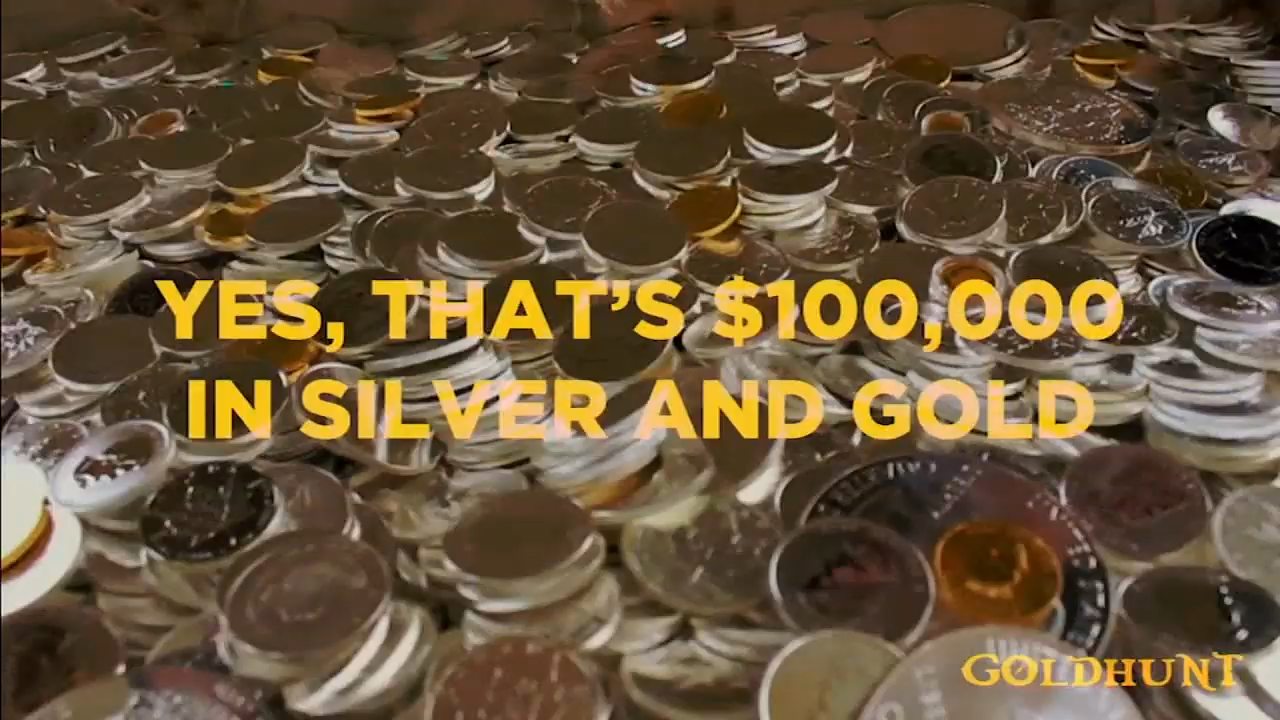 YES, THAT’S $100,000
IN SILVER AND GOLD
GOLDHUNT